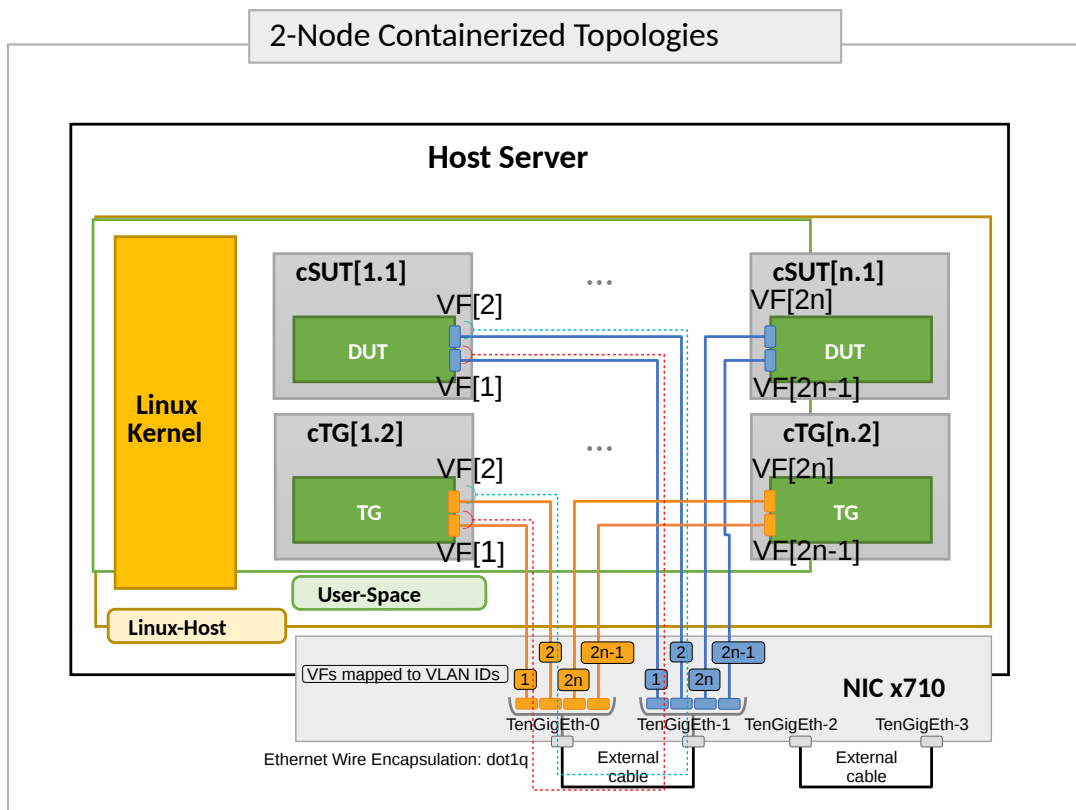 2-Node Containerized Topologies
Host Server
cSUT[1.1]
...
cSUT[n.1]
VF[2]
VF[2n]
DUT
DUT
VF[1]
VF[2n-1]
Linux
Kernel
cTG[1.2]
...
cTG[n.2]
VF[2]
VF[2n]
TG
TG
VF[1]
VF[2n-1]
User-Space
Linux-Host
2
2n-1
2
2n-1
VFs mapped to VLAN IDs
1
2n
1
2n
NIC x710
TenGigEth-0
TenGigEth-1
TenGigEth-2
TenGigEth-3
Ethernet Wire Encapsulation: dot1q
External
cable
External
cable